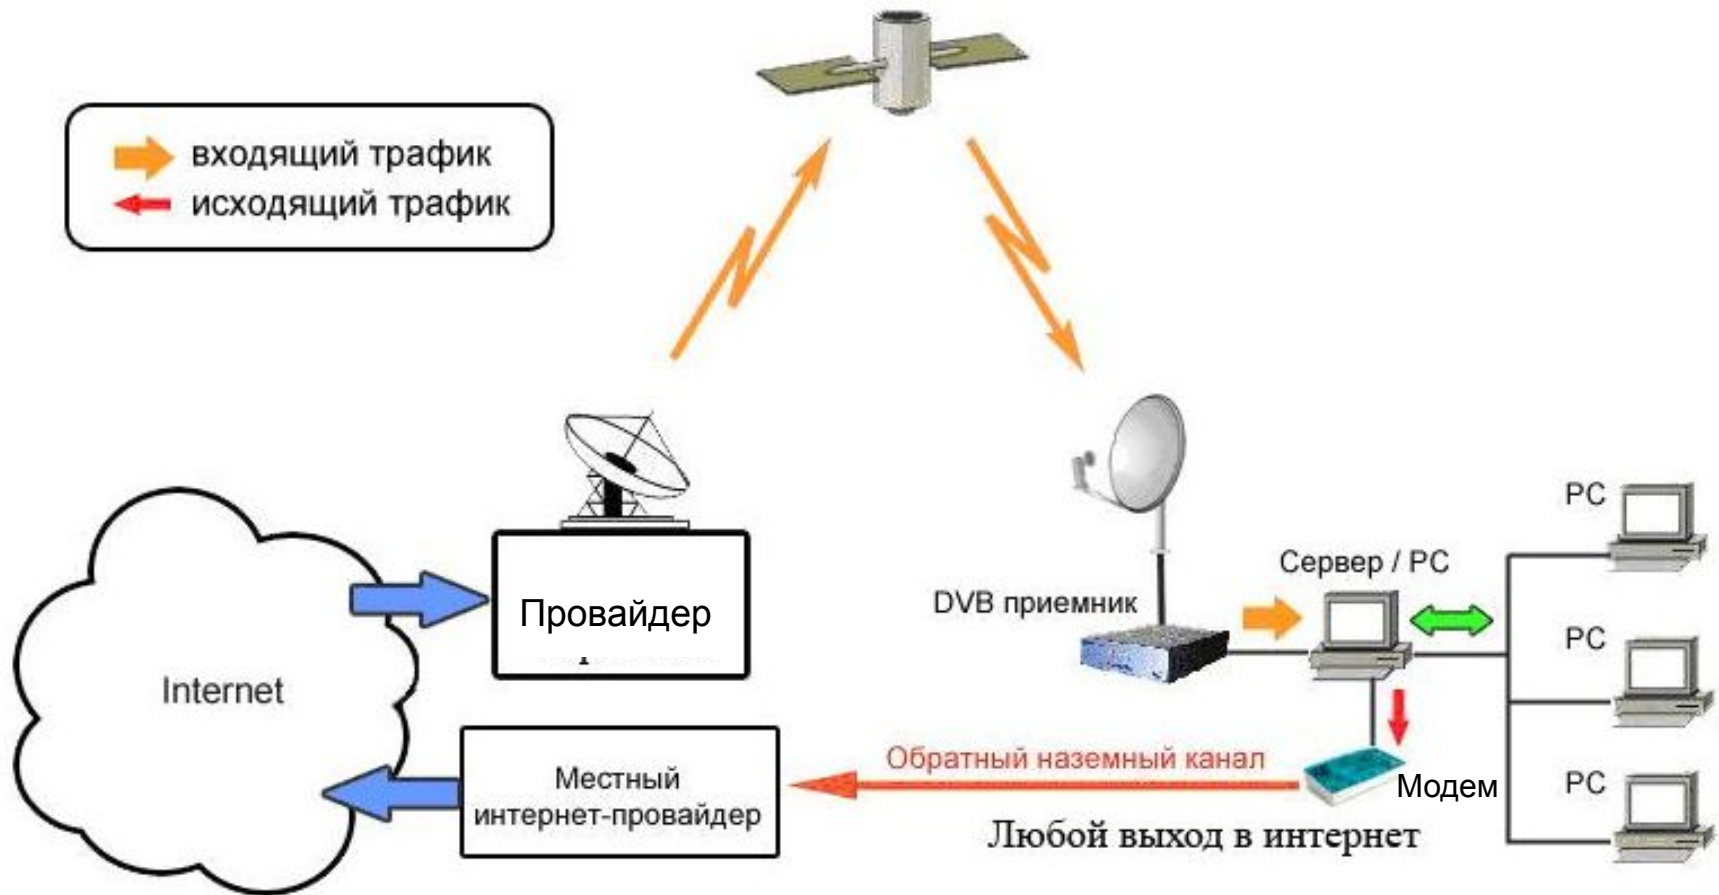 входящий трафик
исходящий трафик
PC
Сервер / PC
DVB приемник
Провайдер
PC
Internet
Обратный наземный канал
Местный
интернет-провайдер
Модем
PC
Любой выход в интернет